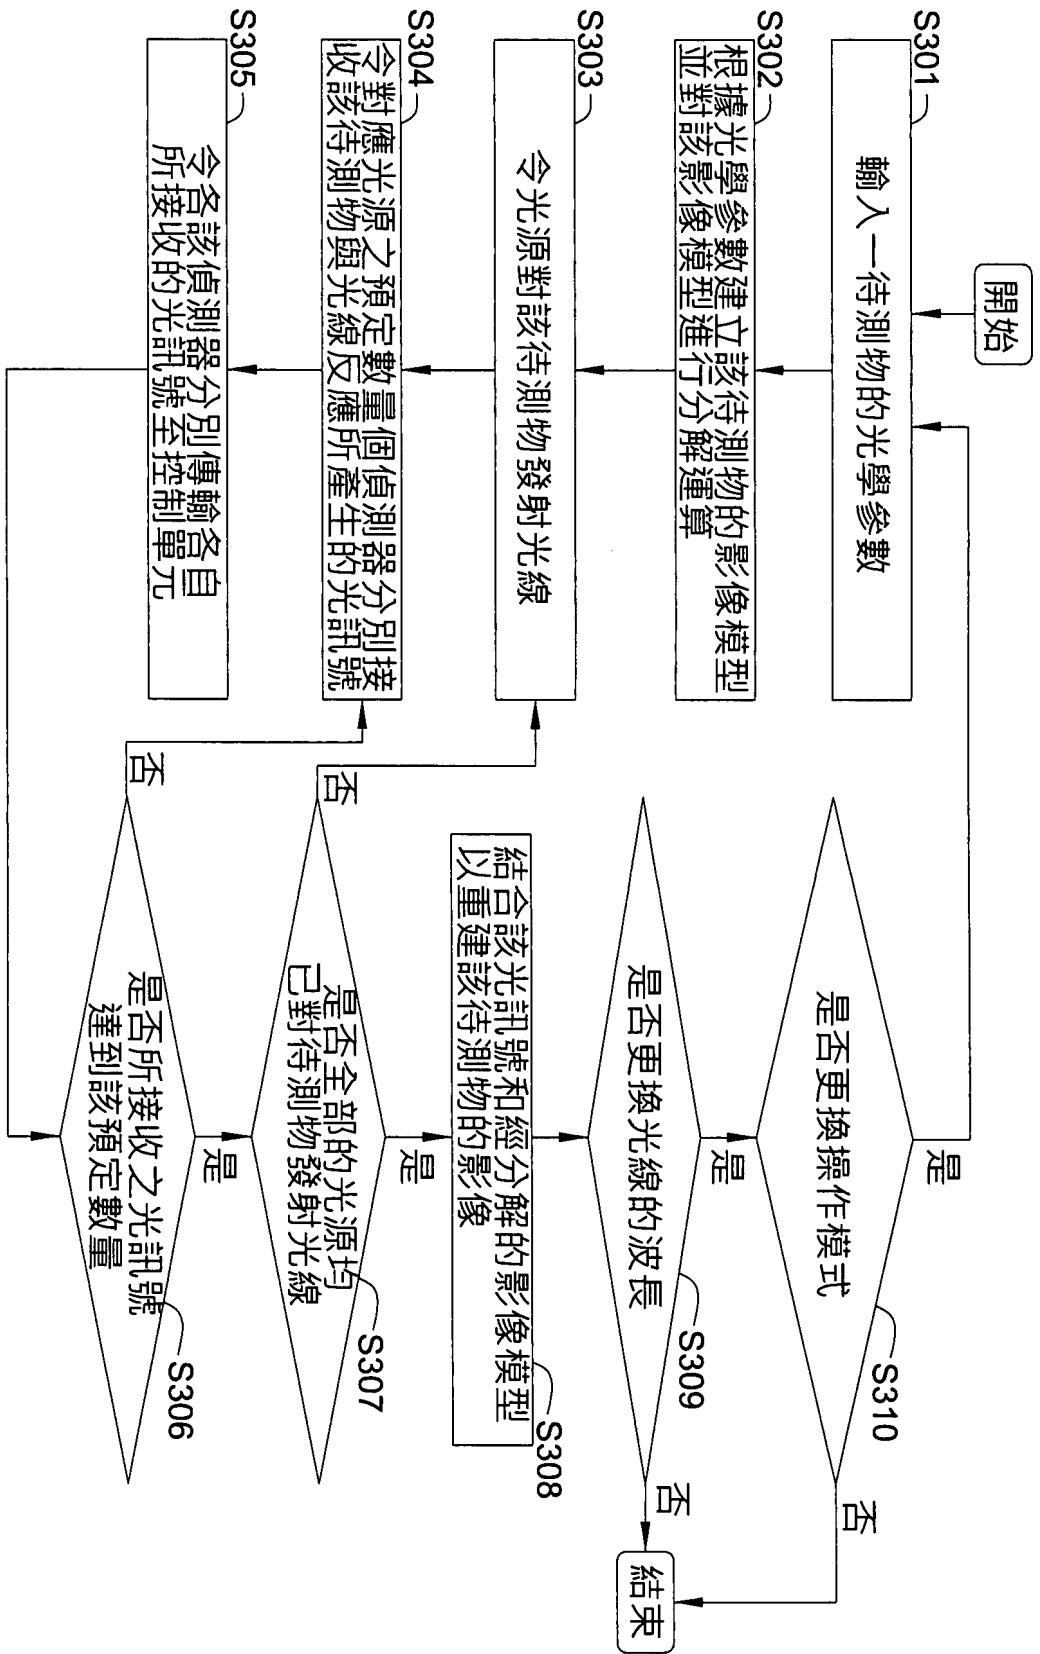 開始
S301
輸入一待測物的光學參數
S302
根據光學參數建立該待測物的影像模型
並對該影像模型進行分解運算
S303
令光源對該待測物發射光線
S304
令對應光源之預定數量個偵測器分別接
收該待測物與光線反應所產生的光訊號
S305
令各該偵測器分別傳輸各自
所接收的光訊號至控制單元
是否所接收之光訊號
達到該預定數量
S306
否
是
是否全部的光源均
已對待測物發射光線
S307
否
是
結合該光訊號和經分解的影像模型
以重建該待測物的影像
S308
是否更換光線的波長
S309
是
否
是否更換操作模式
S310
是
否
結束